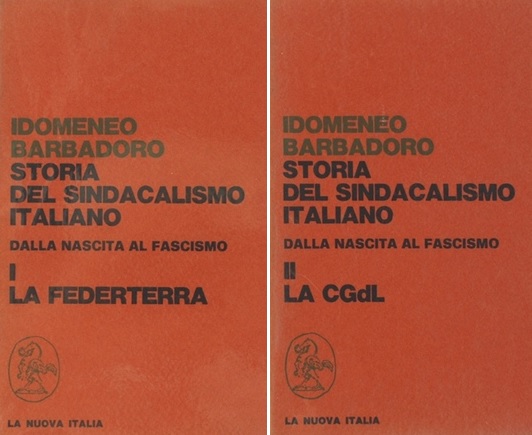 IDOMENEO
BARBADORO
STORIA
DEL SINDACALISMO
ITALIANO
DALLA NASCITA AL FASCISMO
I
LA FEDERTERRA
LA NUOVA ITALIA
IDOMENEO
BARBADORO
STORIA
DEL SINDACALISMO
ITALIANO
DALLA NASCITA AL FASCISMO
II
LA CGdL
LA NUOVA ITALIA